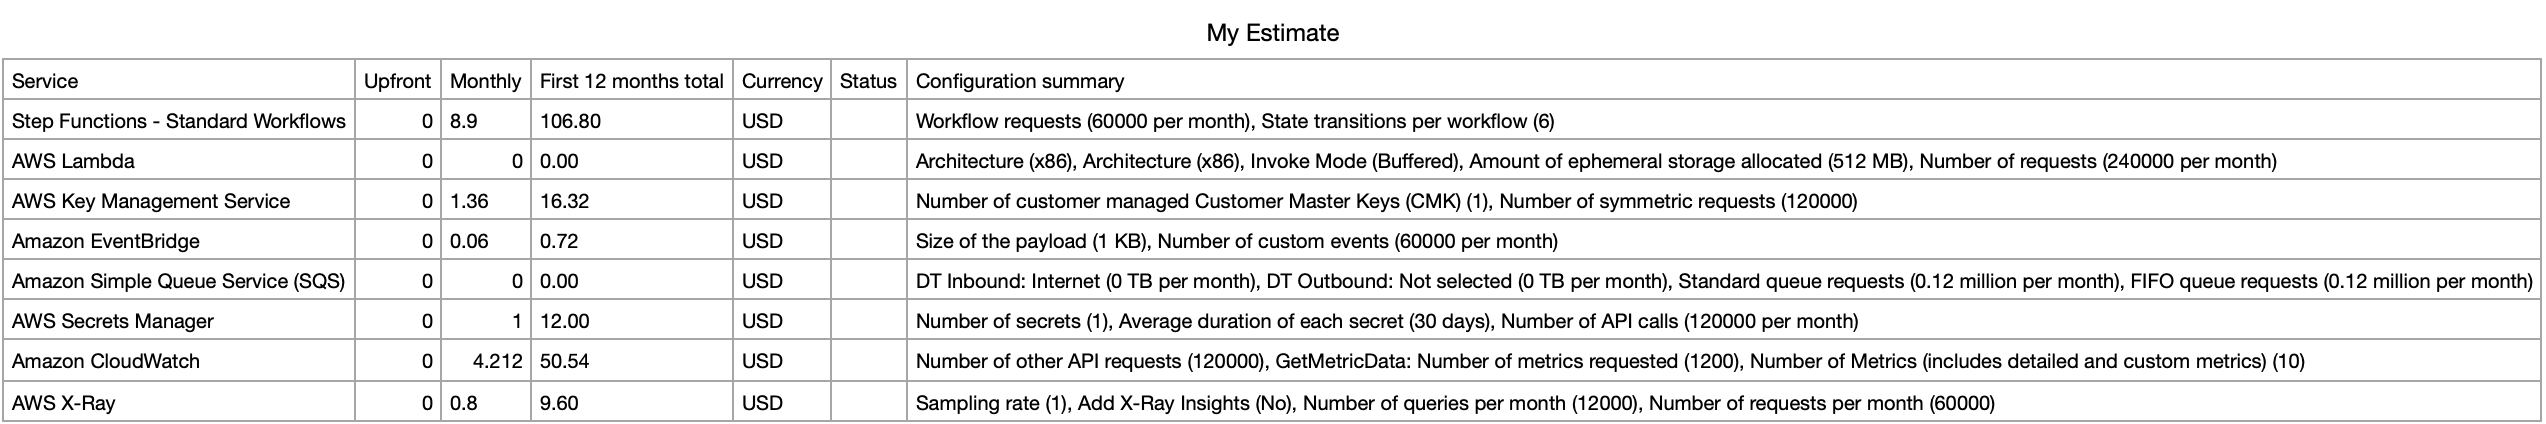 My Estimate
Service Upfront Monthly First 12 months total Currency Status Configuration summary
Step Functions - Standard Workflows 0 8.9 106.80 USD Workflow requests (60000 per month), State transitions per workflow (6)
AWS Lambda 0 0 0.00 USD Architecture (x86), Architecture (x86), Invoke Mode (Buffered), Amount of ephemeral storage allocated (512 MB), Number of requests (240000 per month)
AWS Key Management Service 0 1.36 16.32 USD Number of customer managed Customer Master Keys (CMK) (1), Number of symmetric requests (120000)
Amazon EventBridge 0 0.06 0.72 USD Size of the payload (1 KB), Number of custom events (60000 per month)
Amazon Simple Queue Service (SQS) 0 0 0.00 USD DT Inbound: Internet (0 TB per month), DT Outbound: Not selected (0 TB per month), Standard queue requests (0.12 million per month), FIFO queue requests (0.12 million per month)
AWS Secrets Manager 0 1 12.00 USD Number of secrets (1), Average duration of each secret (30 days), Number of API calls (120000 per month)
Amazon CloudWatch 0 4.212 50.54 USD Number of other API requests (120000), GetMetricData: Number of metrics requested (1200), Number of Metrics (includes detailed and custom metrics) (10)
AWS X-Ray 0 0.8 9.60 USD Sampling rate (1), Add X-Ray Insights (No), Number of queries per month (12000), Number of requests per month (60000)